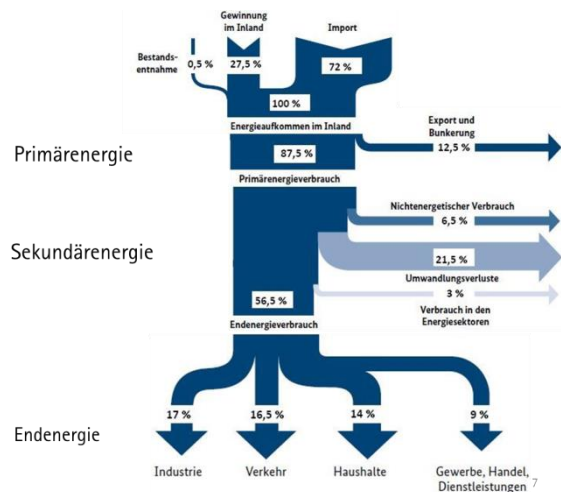 Gewinnung
im Inland
Import
Bestands-
entnahme
0,5 %
27,5 %
72 %
100 %
Energieaufkommen im Inland
Export und
Bunkerung
12,5 %
Primärenergie
87,5 %
Primärenergieverbrauch
Nichtenergetischer Verbrauch
6,5 %
Sekundärenergie
21,5 %
Umwandlungsverluste
3 %
56,5 %
Verbrauch in den
Energiesektoren
Endenergieverbrauch
17 %
16,5 %
14 %
9 %
Endenergie
Industrie
Verkehr
Haushalte
Gewerbe, Handel,
Dienstleistungen
7